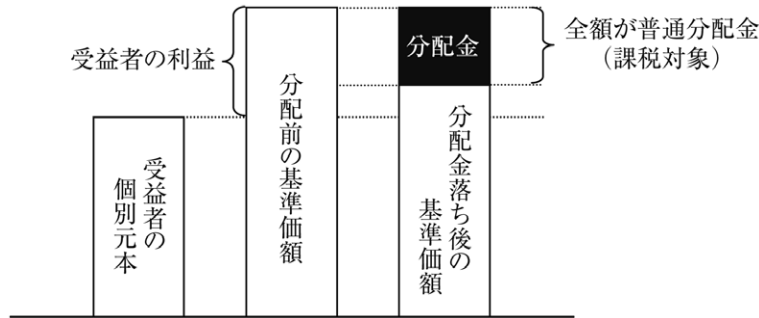 受益者の利益
分配金
全額が普通分配金
（課税対象）
受益者の
個別元本
分配前の基準価額
分配金落ち後の
基準価額